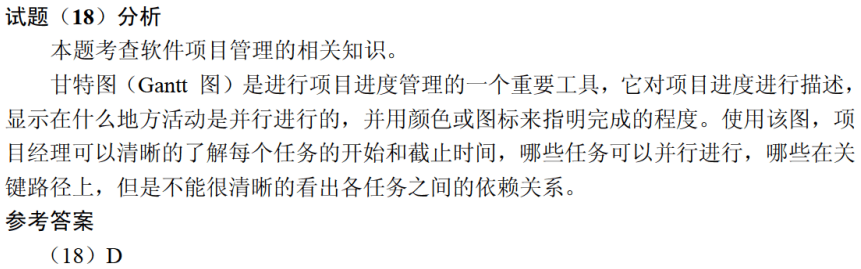 试题（18）分析
本题考查软件项目管理的相关知识。
甘特图（Gantt 图）是进行项目进度管理的一个重要工具，它对项目进度进行描述，
显示在什么地方活动是并行进行的，并用颜色或图标来指明完成的程度。使用该图，项
目经理可以清晰的了解每个任务的开始和截止时间，哪些任务可以并行进行，哪些在关
键路径上，但是不能很清晰的看出各任务之间的依赖关系。
参考答案
（18）D